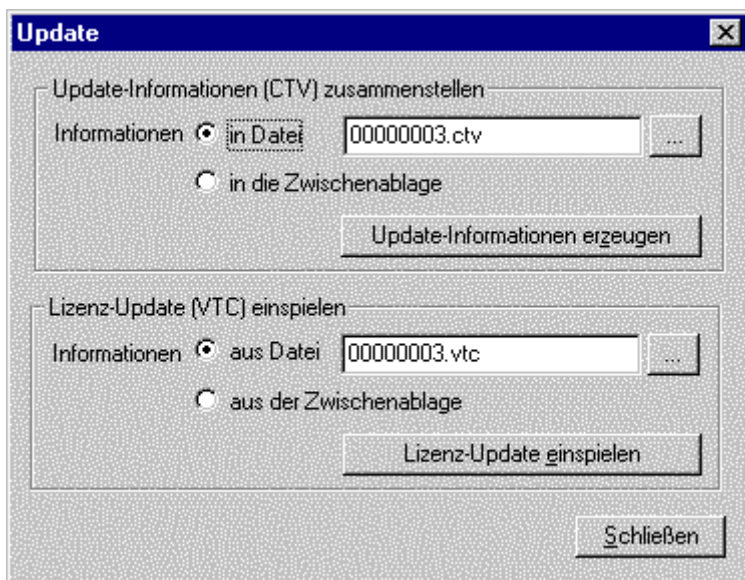 Update
Update-Informationen (CTV) zusammenstellen
Informationen in Datei 00000003.ctv ...
in die Zwischenablage
Update-Informationen erzeugen
Lizenz-Update (VTC) einspielen
Informationen aus Datei 00000003.vtc ...
aus der Zwischenablage
Lizenz-Update einspielen
Schließen